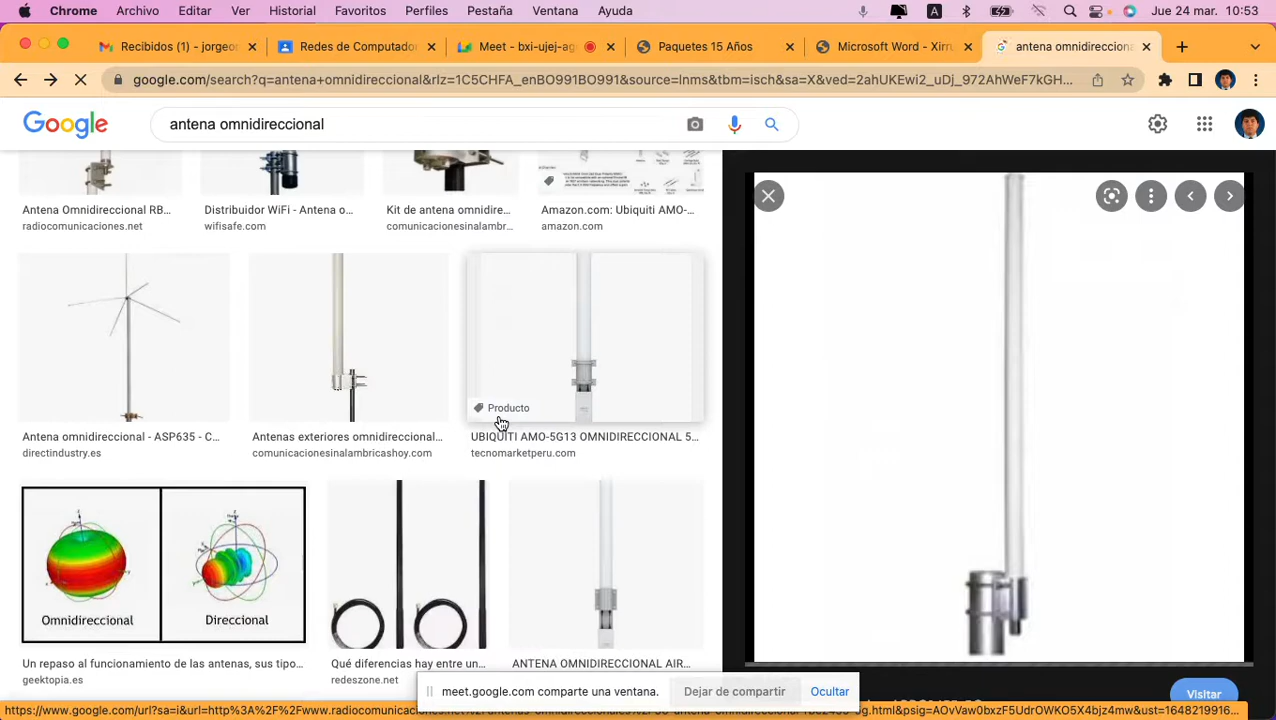 Chrome Archivo Editar Ver Historial Favoritos Perfiles Pestaña Ventana Ayuda A Jue 24 mar. 10:53
Recibidos (1) - jorgeor
Redes de Computador
Meet - bxi-ujej-ag
Paquetes 15 Años
Microsoft Word - Xirru
antena omnidireccional
google.com/search?q=antena+omnidireccional&rlz=1C5CHFA_enBO991BO991&source=lnms&tbm=isch&sa=X&ved=2ahUKEwi2_uDj_972AhWeF7kGH...
Google
antena omnidireccional
Antena Omnidireccional RB...
radiocomunicaciones.net
Distribuidor WiFi - Antena o...
wifisafe.com
Kit de antena omnidire...
comunicacionesinalambr...
Amazon.com: Ubiquiti AMO-...
amazon.com
Antena omnidireccional - ASP635 - C...
directindustry.es
Antenas exteriores omnidireccional...
comunicacionesinalambricashoy.com
Producto
UBIQUITI AMO-5G13 OMNIDIRECCIONAL 5...
tecnomarketperu.com
Omnidireccional
Direccional
Un repaso al funcionamiento de las antenas, sus tipo...
geektopia.es
Qué diferencias hay entre un...
redeszone.net
ANTENA OMNIDIRECCIONAL AIR...
meet.google.com comparte una ventana.
Dejar de compartir
Ocultar
Visitar